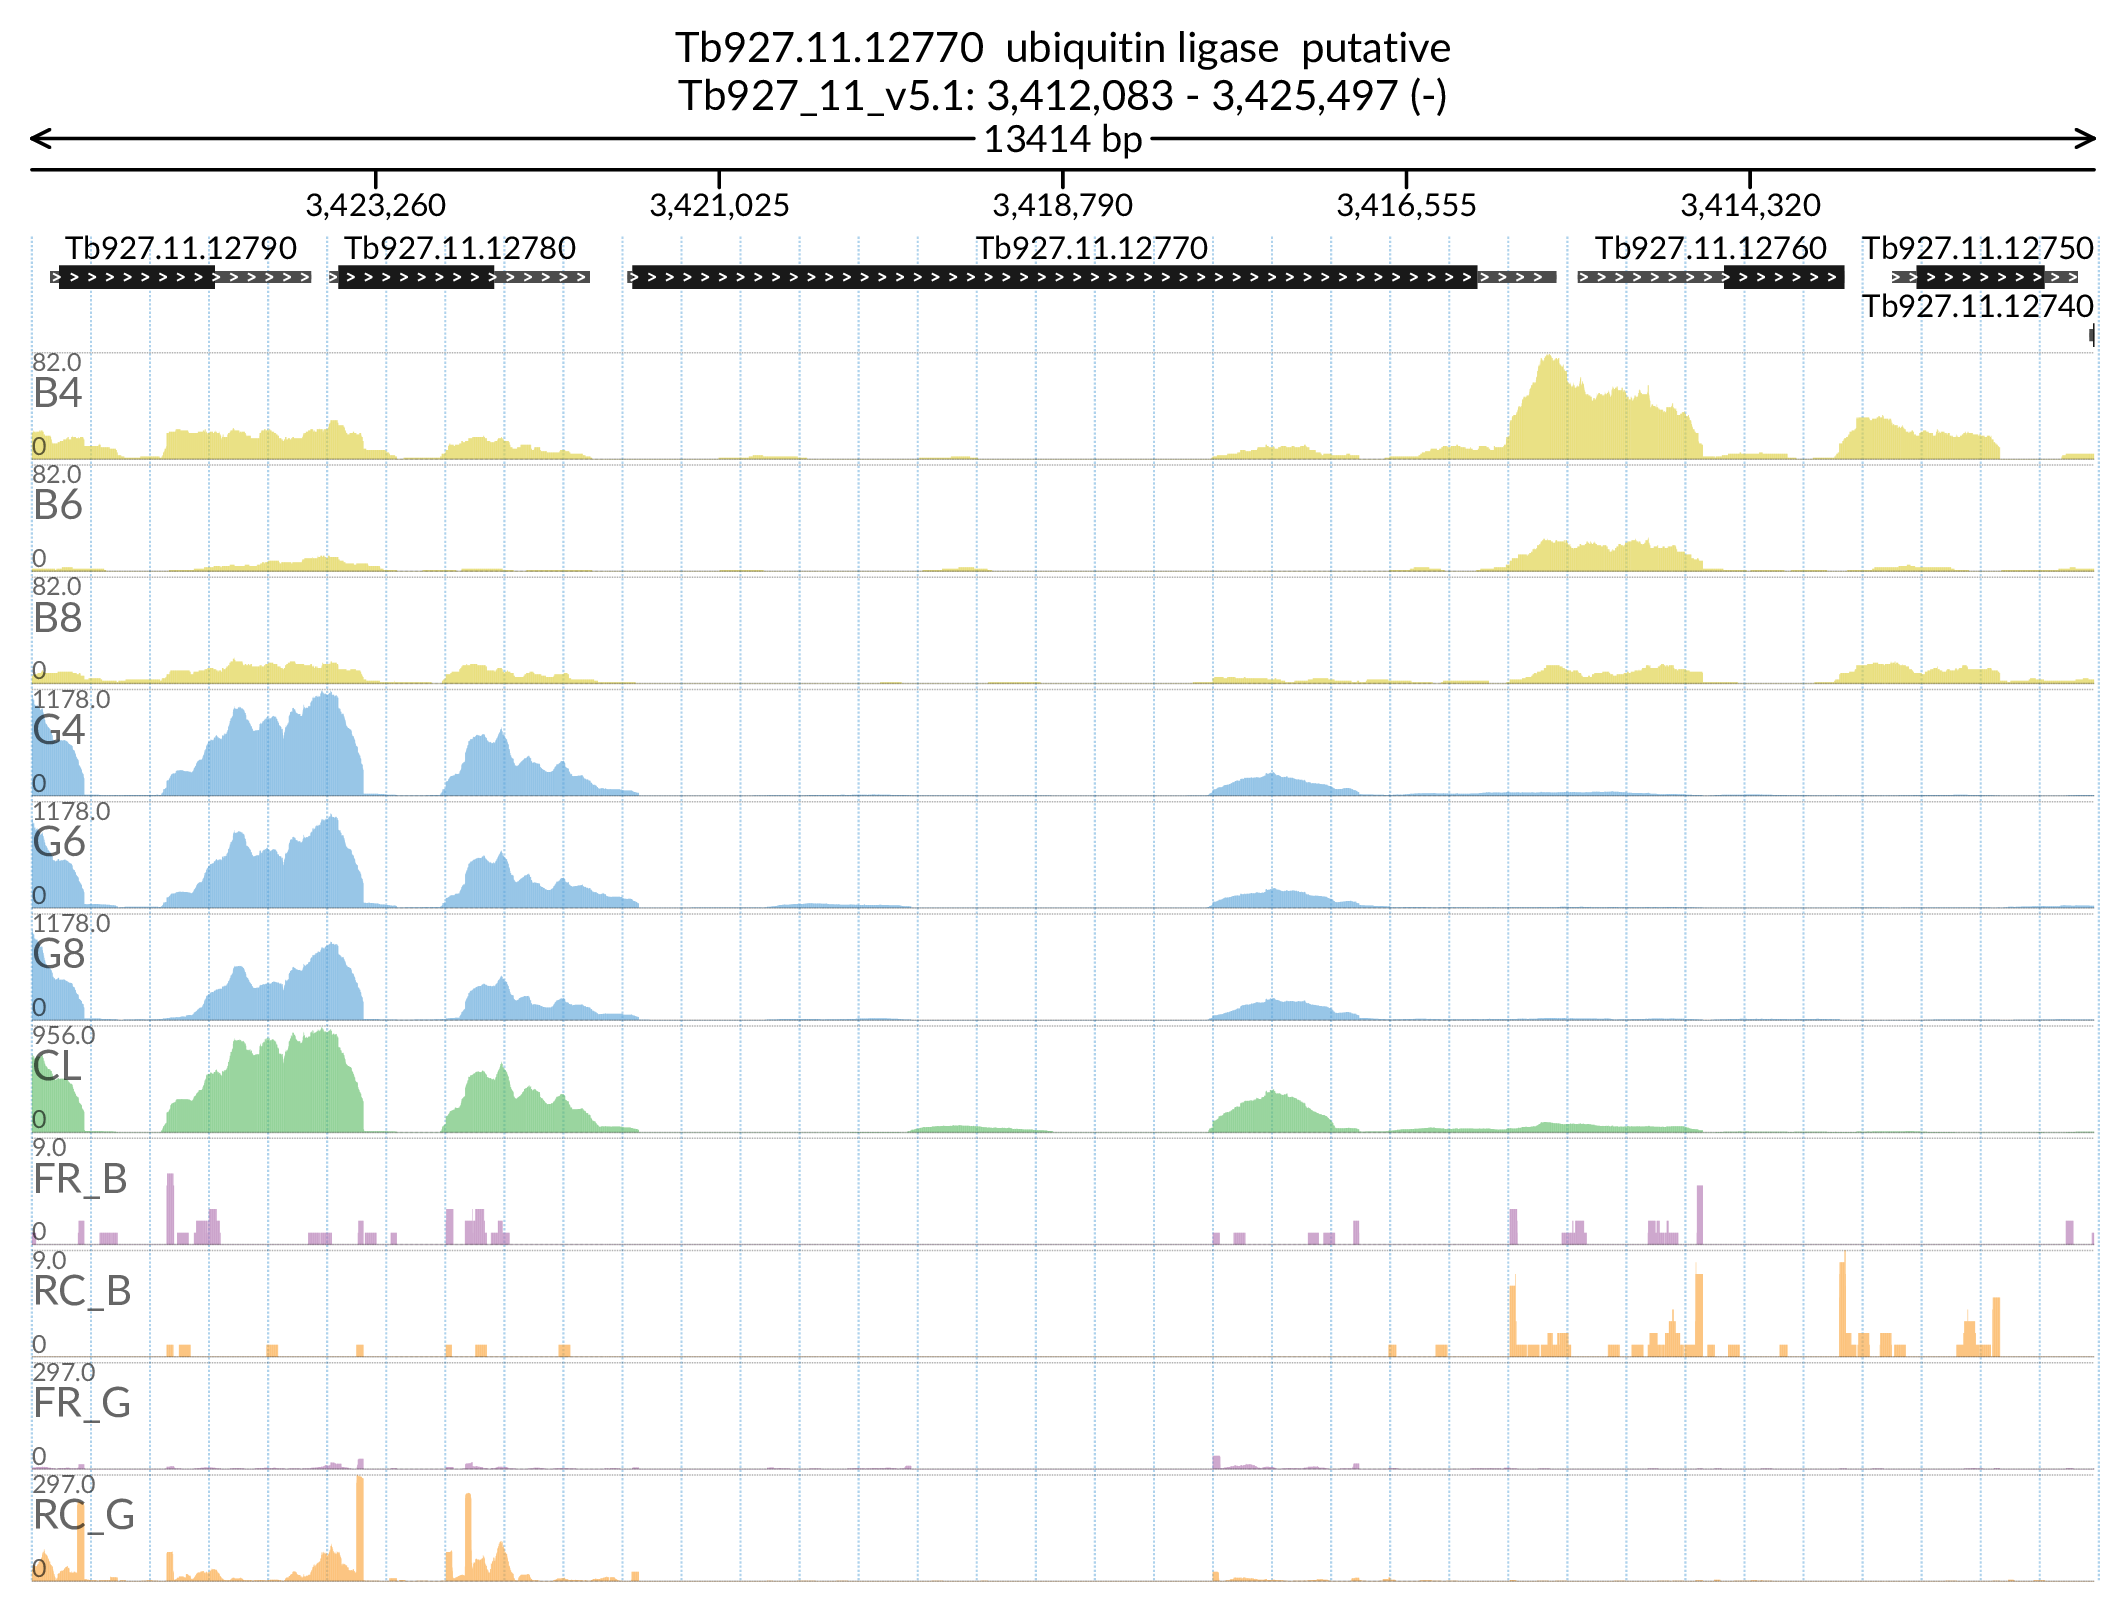 Tb927.11.12770 ubiquitin ligase putative
Tb927_11_v5.1: 3,412,083 - 3,425,497 (-)
13414 bp
3,423,260 3,421,025 3,418,790 3,416,555 3,414,320
Tb927.11.12790 Tb927.11.12780 Tb927.11.12770 Tb927.11.12760 Tb927.11.12750
Tb927.11.12740
82.0
B4
0
82.0
B6
0
82.0
B8
0
1178.0
G4
0
1178.0
G6
0
1178.0
G8
0
956.0
CL
0
9.0
FR_B
0
9.0
RC_B
0
297.0
FR_G
0
297.0
RC_G
0